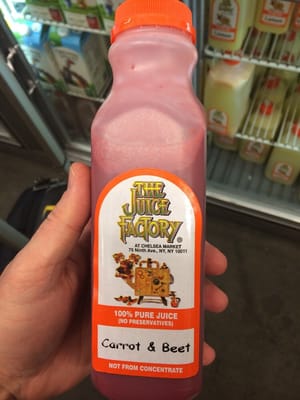 THE
JUICE
FACTORY®
AT CHELSEA MARKET
75 Ninth Ave., NY, NY 10011
100% PURE JUICE
(NO PRESERVATIVES)
Carrot & Beet
NOT FROM CONCENTRATE